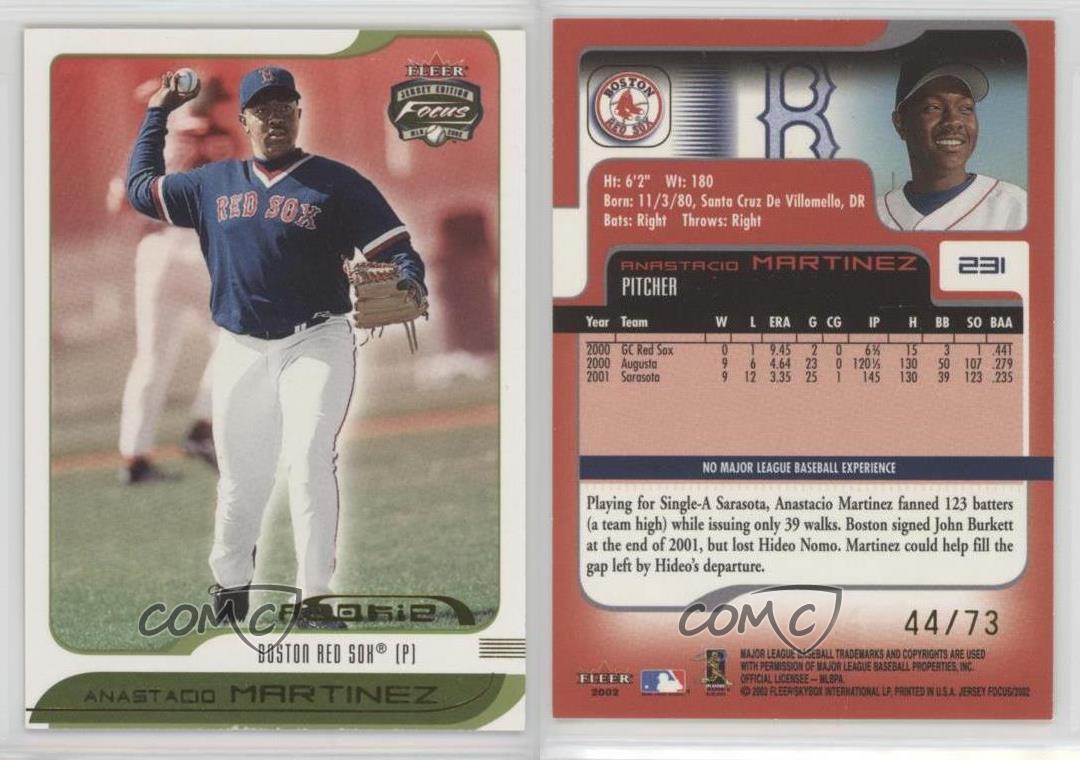 FLEER
JERSEY EDITION
Focus
MLB 2002
RED SOX
COMC
Rookie
BOSTON RED SOX® (P)
ANASTACIO MARTINEZ
BOSTON
RED SOX
B
Ht: 6'2" Wt: 180
Born: 11/3/80, Santa Cruz De Villomello, DR
Bats: Right Throws: Right
ANASTACIO MARTINEZ 231
PITCHER
Year Team W L ERA G CG IP H BB SO BAA
2000 GC Red Sox 0 1 9.45 2 0 6⅔ 15 3 1 .441
2000 Augusta 9 6 4.64 23 0 120⅓ 130 50 107 .279
2001 Sarasota 9 12 3.35 25 1 145 130 39 123 .235
NO MAJOR LEAGUE BASEBALL EXPERIENCE
Playing for Single-A Sarasota, Anastacio Martinez fanned 123 batters
(a team high) while issuing only 39 walks. Boston signed John Burkett
at the end of 2001, but lost Hideo Nomo. Martinez could help fill the
gap left by Hideo's departure.
COMC
44/73
FLEER
2002
MAJOR LEAGUE BASEBALL TRADEMARKS AND COPYRIGHTS ARE USED
WITH PERMISSION OF MAJOR LEAGUE BASEBALL PROPERTIES, INC.
OFFICIAL LICENSEE — MLBPA.
© 2002 FLEER/SKYBOX INTERNATIONAL LP, PRINTED IN U.S.A. JERSEY FOCUS/2002